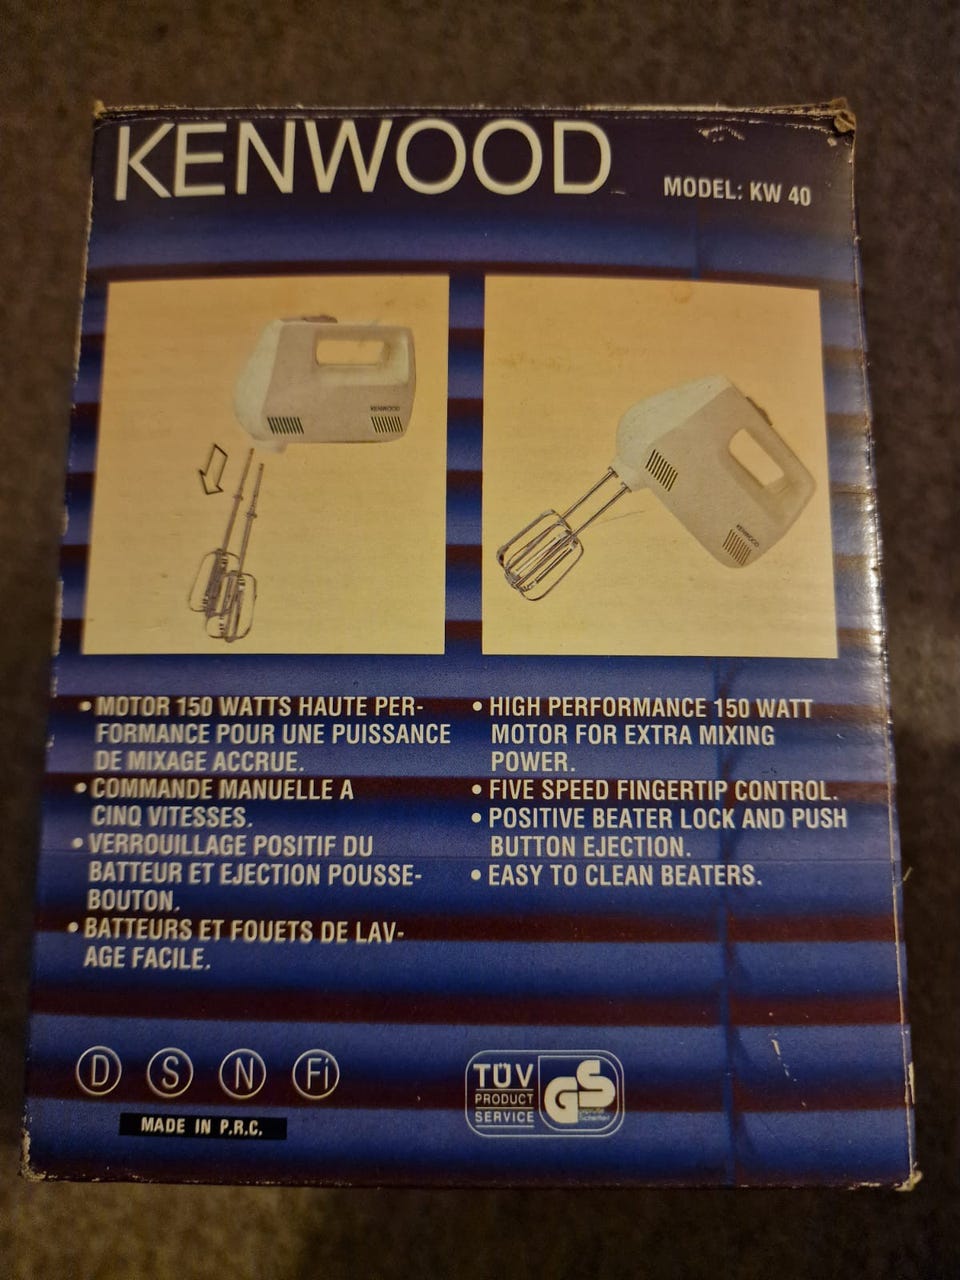 KENWOOD
MODEL: KW 40
KENWOOD
KENWOOD
• MOTOR 150 WATTS HAUTE PER-
FORMANCE POUR UNE PUISSANCE
DE MIXAGE ACCRUE.
• COMMANDE MANUELLE A
CINQ VITESSES.
• VERROUILLAGE POSITIF DU
BATTEUR ET EJECTION POUSSE-
BOUTON.
• BATTEURS ET FOUETS DE LAV-
AGE FACILE.
• HIGH PERFORMANCE 150 WATT
MOTOR FOR EXTRA MIXING
POWER.
• FIVE SPEED FINGERTIP CONTROL.
• POSITIVE BEATER LOCK AND PUSH
BUTTON EJECTION.
• EASY TO CLEAN BEATERS.
D S N Fi
MADE IN P.R.C.
TÜV
PRODUCT
SERVICE
GS